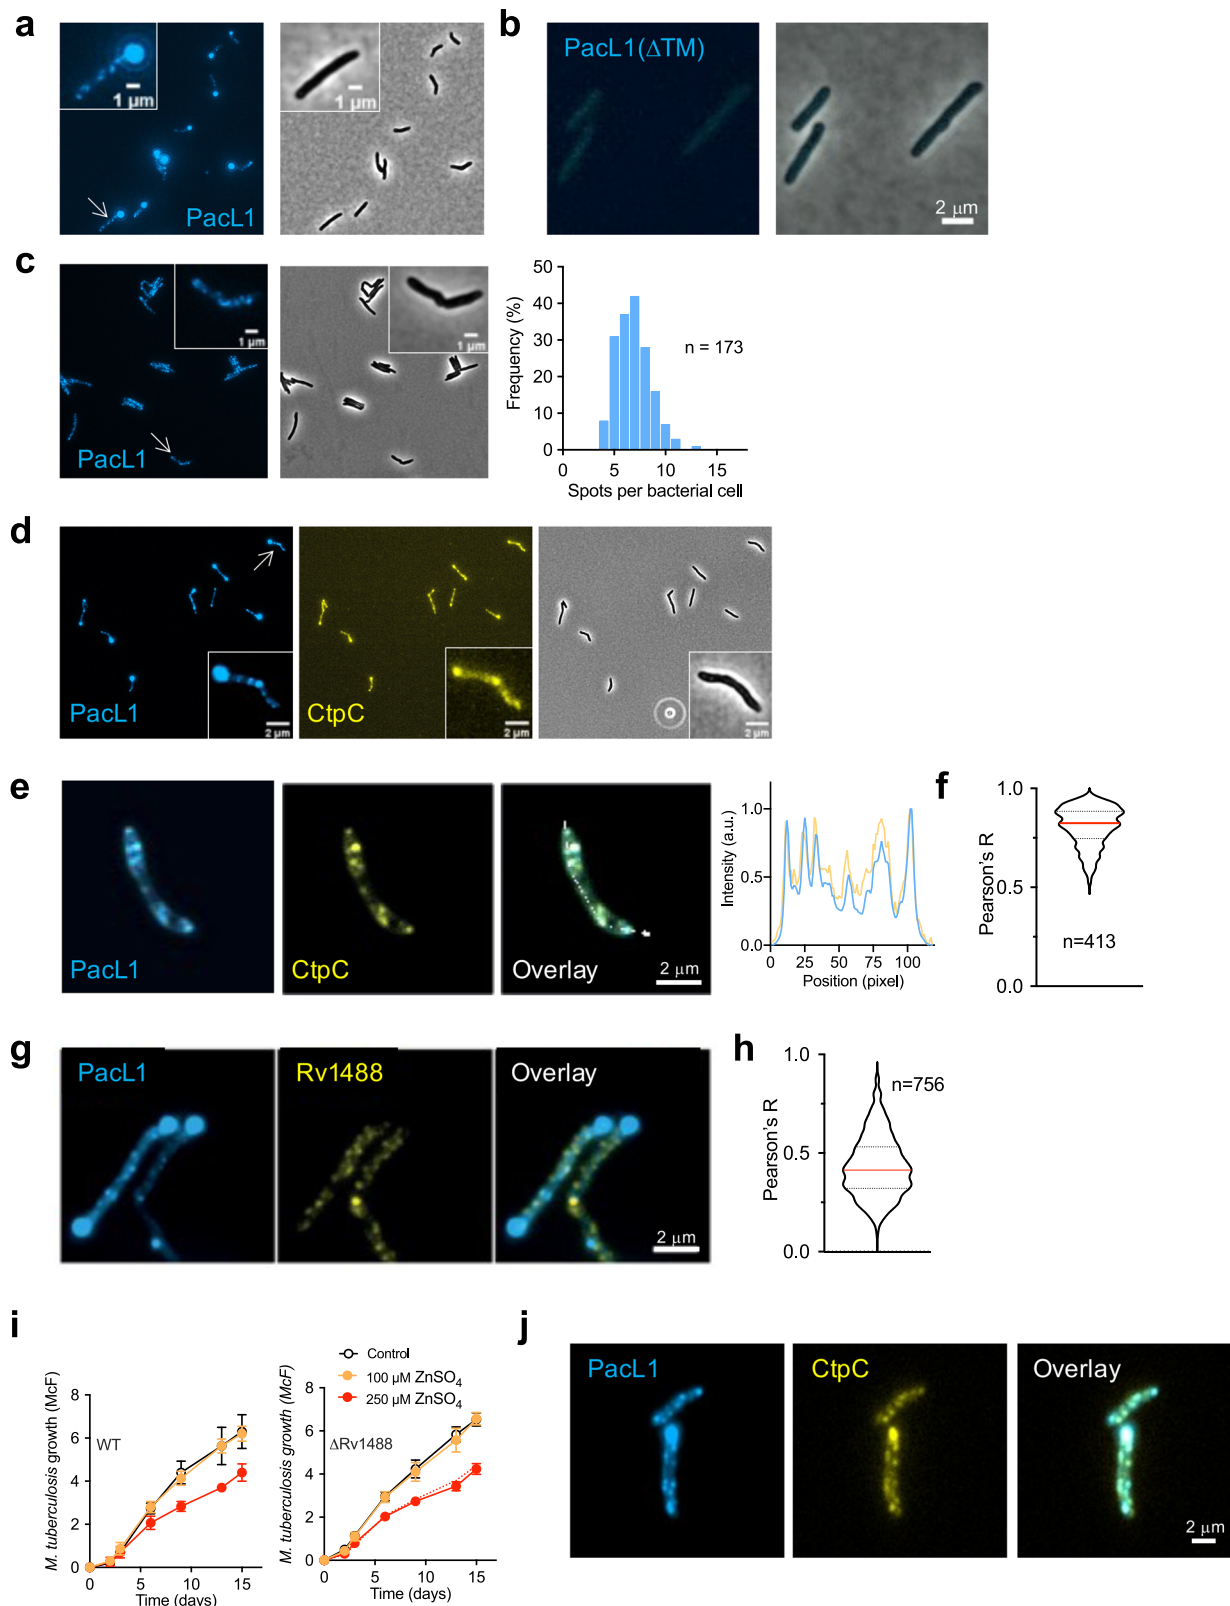 a
1 µm
PacL1
1 µm
b
PacL1(ΔTM)
2 µm
c
1 µm
PacL1
1 µm
50
40
30
20
10
0
Frequency (%)
n = 173
0 5 10 15
Spots per bacterial cell
d
PacL1
2 µm
CtpC
2 µm
2 µm
e
PacL1
CtpC
Overlay
2 µm
1.0
0.5
0.0
Intensity (a.u.)
0 25 50 75 100
Position (pixel)
f
1.0
0.5
0.0
Pearson's R
n=413
g
PacL1
Rv1488
Overlay
2 µm
h
1.0
0.5
0.0
Pearson's R
n=756
i
M. tuberculosis growth (McF)
8
6
4
2
0
WT
0 5 10 15
Time (days)
Control
100 µM ZnSO4
250 µM ZnSO4
M. tuberculosis growth (McF)
8
6
4
2
0
ΔRv1488
0 5 10 15
Time (days)
j
PacL1
CtpC
Overlay
2 µm